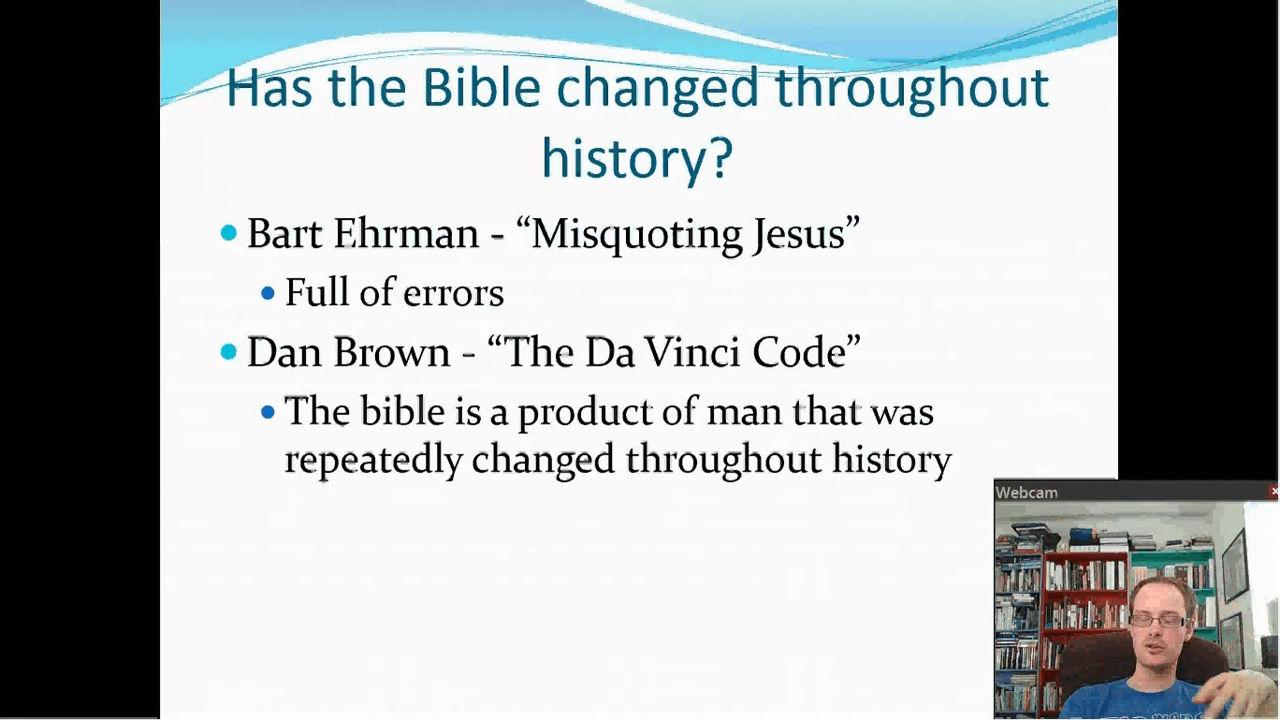 Has the Bible changed throughout
history?
• Bart Ehrman - “Misquoting Jesus”
• Full of errors
• Dan Brown - “The Da Vinci Code”
• The bible is a product of man that was
repeatedly changed throughout history
Webcam